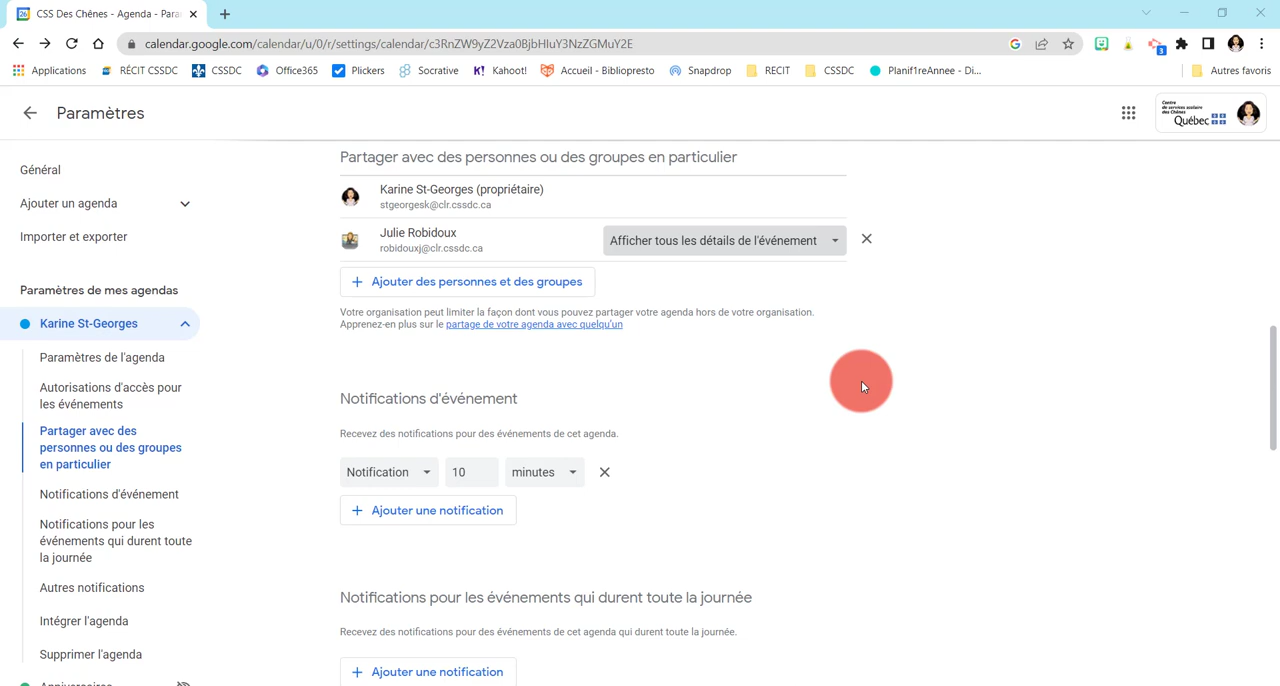 26
CSS Des Chênes - Agenda - Para
calendar.google.com/calendar/u/0/r/settings/calendar/c3RnZW9yZ2Vza0BjbHIuY3NzZGMuY2E
3
Applications
RÉCIT CSSDC
CSSDC
Office365
Plickers
Socrative
K! Kahoot!
Accueil - Bibliopresto
Snapdrop
RECIT
CSSDC
Planif1reAnnee - Di...
Autres favoris
Paramètres
Centre
de services scolaire
des Chênes
Québec
Général
Ajouter un agenda
Importer et exporter
Paramètres de mes agendas
Karine St-Georges
Paramètres de l'agenda
Autorisations d'accès pour
les événements
Partager avec des
personnes ou des groupes
en particulier
Notifications d'événement
Notifications pour les
événements qui durent toute
la journée
Autres notifications
Intégrer l'agenda
Supprimer l'agenda
Anniversaires
Partager avec des personnes ou des groupes en particulier
Karine St-Georges (propriétaire)
stgeorgesk@clr.cssdc.ca
Julie Robidoux
robidouxj@clr.cssdc.ca
Afficher tous les détails de l'événement
Ajouter des personnes et des groupes
Votre organisation peut limiter la façon dont vous pouvez partager votre agenda hors de votre organisation.
Apprenez-en plus sur le partage de votre agenda avec quelqu'un
Notifications d'événement
Recevez des notifications pour des événements de cet agenda.
Notification 10 minutes
Ajouter une notification
Notifications pour les événements qui durent toute la journée
Recevez des notifications pour des événements de cet agenda qui durent toute la journée.
Ajouter une notification